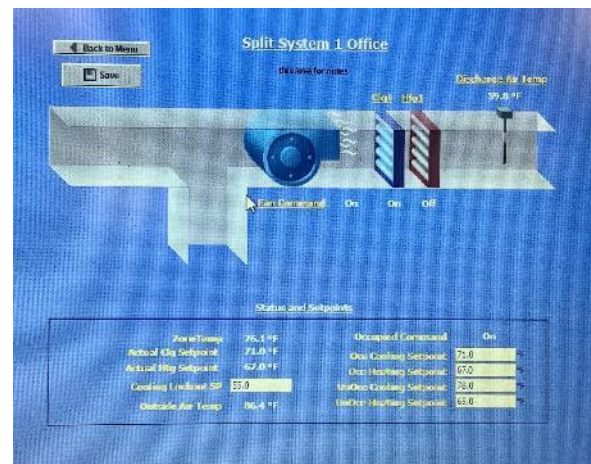 Back to Menu
Split System 1 Office
Save
this area for notes
Discharge Air Temp
59.8 °F
Clg1 Htg1
Fan Command On On Off
Status and Setpoints
ZoneTemp 76.1 °F
Actual Clg Setpoint 71.0 °F
Actual Htg Setpoint 67.0 °F
Cooling Lockout SP 55.0
Outside Air Temp 86.4 °F
Occupied Command On
Occ Cooling Setpoint 71.0 °F
Occ Heating Setpoint 67.0 °F
UnOcc Cooling Setpoint 78.0 °F
UnOcc Heating Setpoint 63.0 °F